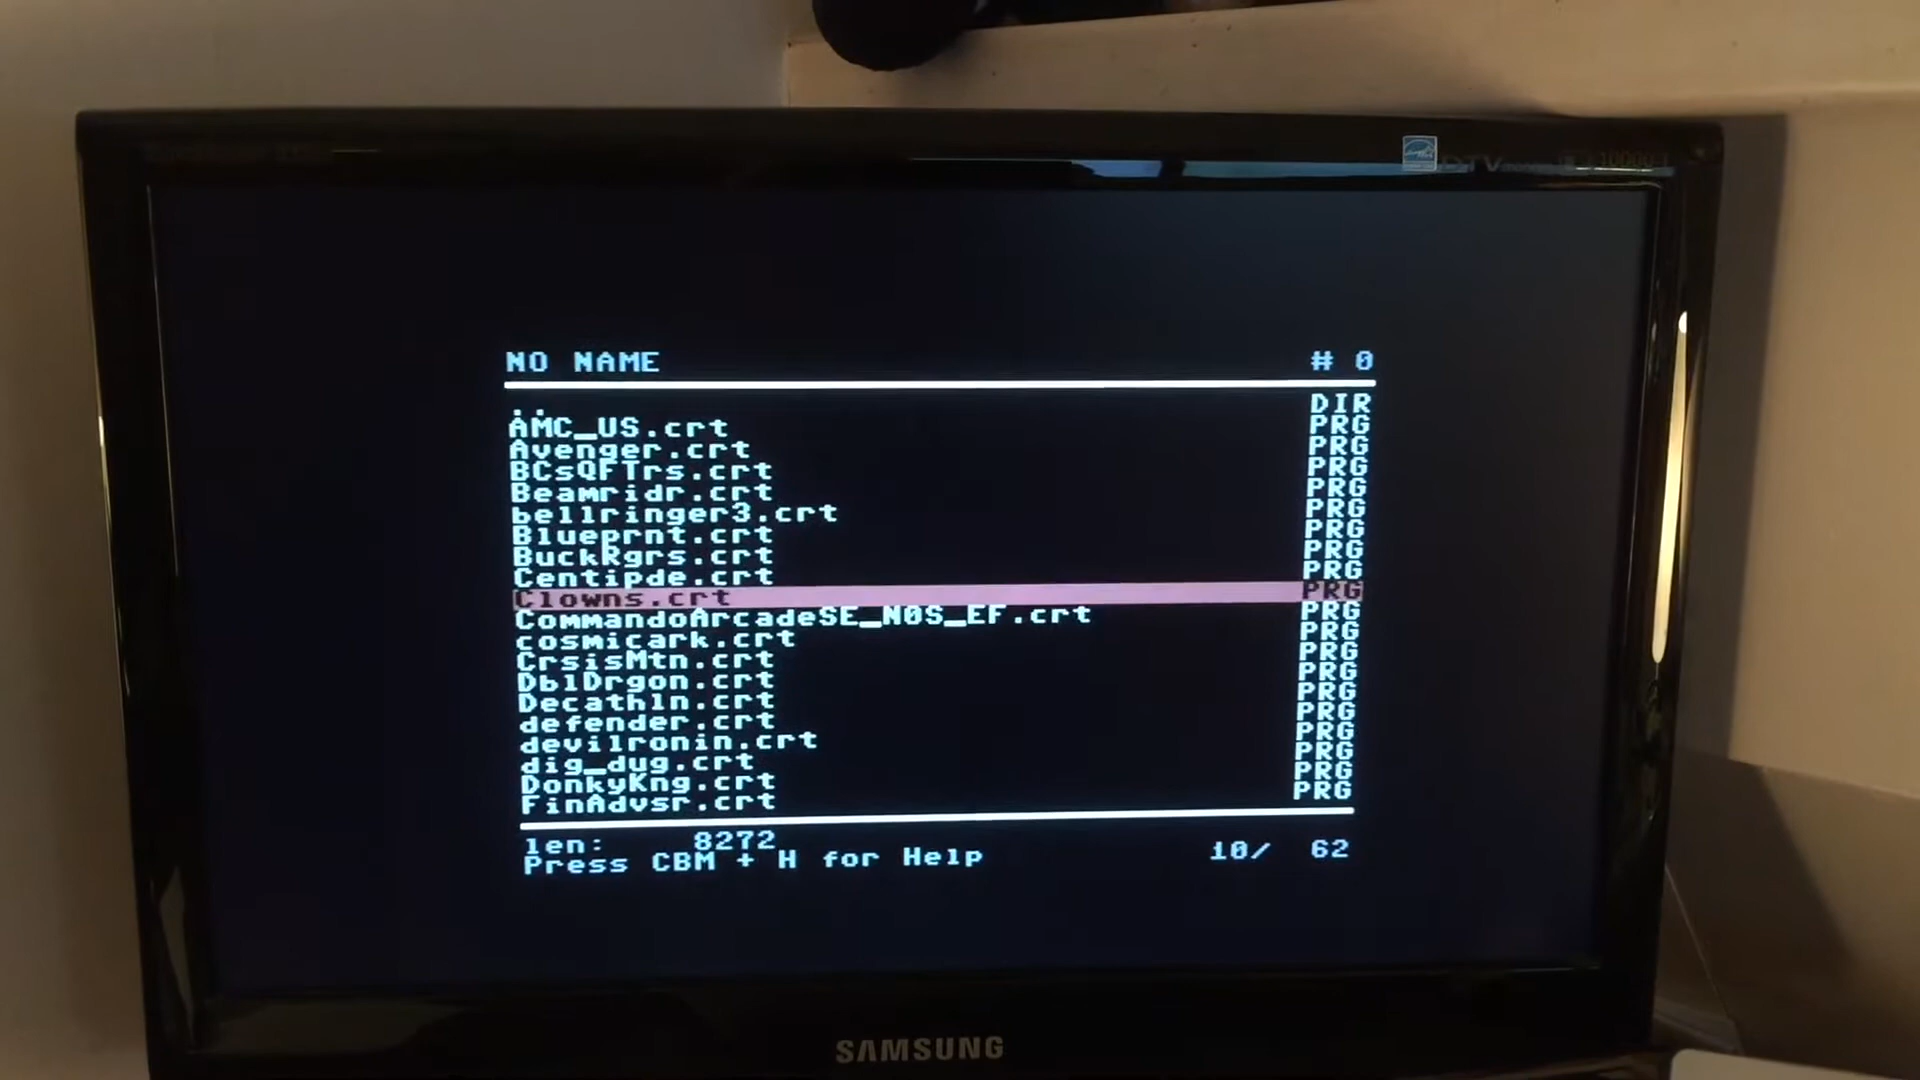 NO NAME # 0
.. DIR
AMC_US.crt PRG
Avenger.crt PRG
BCsQFTrs.crt PRG
Beamridr.crt PRG
bellringer3.crt PRG
Blueprnt.crt PRG
BuckRgrs.crt PRG
Centipde.crt PRG
Clowns.crt PRG
CommandoArcadeSE_N0S_EF.crt PRG
cosmicark.crt PRG
CrsisMtn.crt PRG
DblDrgon.crt PRG
Decathln.crt PRG
defender.crt PRG
devilronin.crt PRG
dig_dug.crt PRG
DonkyKng.crt PRG
FinAdvsr.crt PRG
len: 8272
Press CBM + H for Help 10/ 62
SAMSUNG